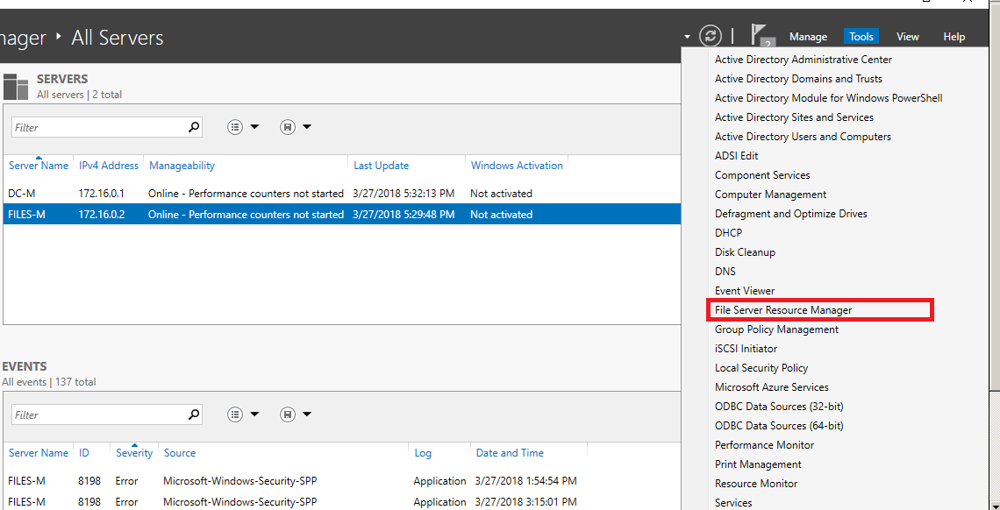 nager ‣ All Servers
2
Manage Tools View Help
SERVERS
All servers | 2 total
Filter
Server Name IPv4 Address Manageability Last Update Windows Activation
DC-M 172.16.0.1 Online - Performance counters not started 3/27/2018 5:32:13 PM Not activated
FILES-M 172.16.0.2 Online - Performance counters not started 3/27/2018 5:29:48 PM Not activated
EVENTS
All events | 137 total
Filter
Server Name ID Severity Source Log Date and Time
FILES-M 8198 Error Microsoft-Windows-Security-SPP Application 3/27/2018 1:54:54 PM
FILES-M 8198 Error Microsoft-Windows-Security-SPP Application 3/27/2018 3:15:01 PM
Active Directory Administrative Center
Active Directory Domains and Trusts
Active Directory Module for Windows PowerShell
Active Directory Sites and Services
Active Directory Users and Computers
ADSI Edit
Component Services
Computer Management
Defragment and Optimize Drives
DHCP
Disk Cleanup
DNS
Event Viewer
File Server Resource Manager
Group Policy Management
iSCSI Initiator
Local Security Policy
Microsoft Azure Services
ODBC Data Sources (32-bit)
ODBC Data Sources (64-bit)
Performance Monitor
Print Management
Resource Monitor
Services